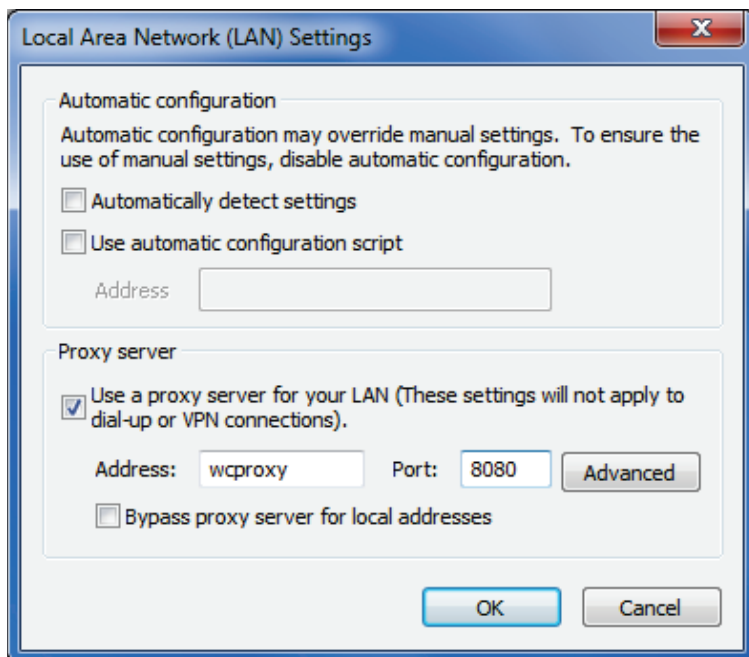 Local Area Network (LAN) Settings
Automatic configuration
Automatic configuration may override manual settings. To ensure the
use of manual settings, disable automatic configuration.
Automatically detect settings
Use automatic configuration script
Address
Proxy server
Use a proxy server for your LAN (These settings will not apply to
dial-up or VPN connections).
Address: wcproxy Port: 8080 Advanced
Bypass proxy server for local addresses
OK Cancel